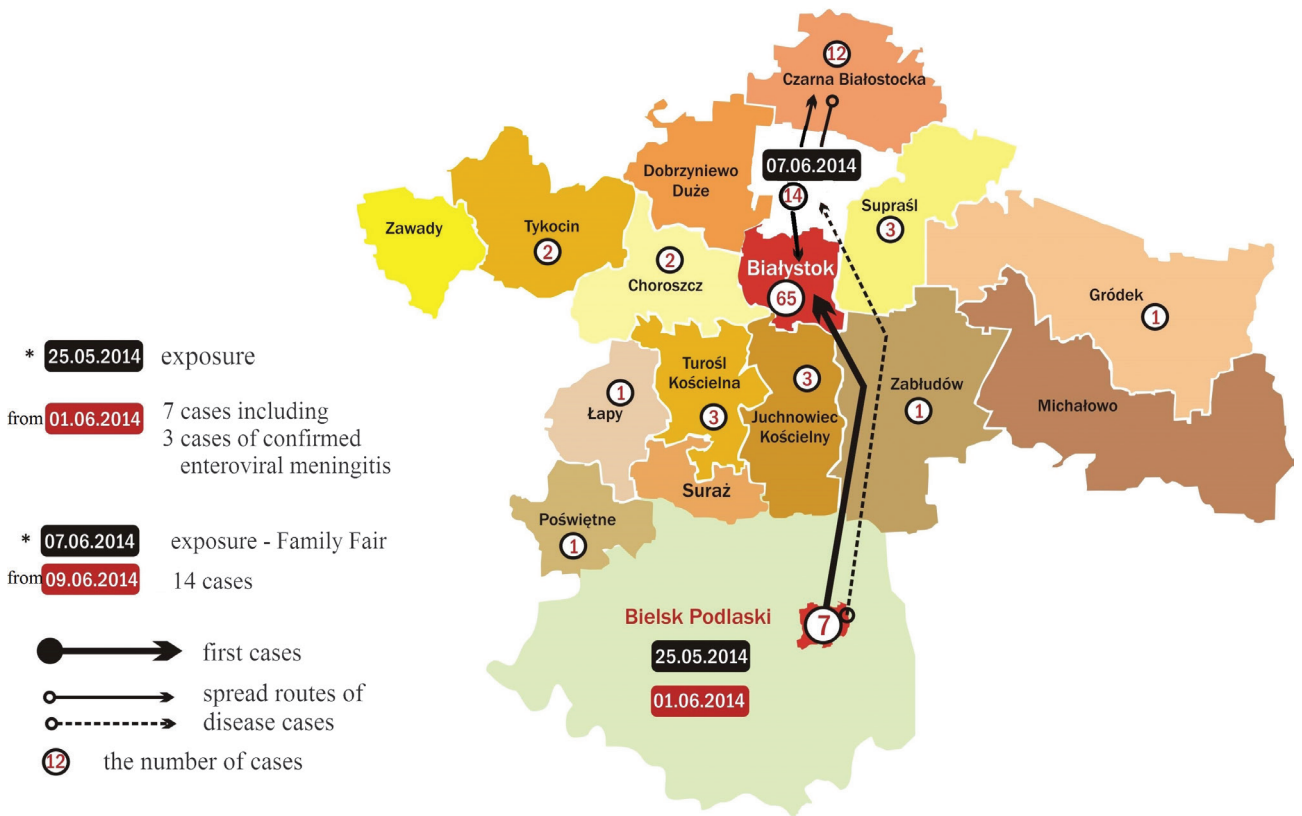 12
Czarna Białostocka
07.06.2014
14
Dobrzyniewo
Duże
Supraśl
3
Zawady
Tykocin
2
2
Choroszcz
Białystok
65
Gródek
1
* 25.05.2014 exposure
from 01.06.2014 7 cases including
3 cases of confirmed
enteroviral meningitis
Turośl
Kościelna
3
3
Juchnowiec
Kościelny
Zabłudów
1
Michałowo
1
Łapy
Suraż
Poświętne
1
* 07.06.2014 exposure - Family Fair
from 09.06.2014 14 cases
Bielsk Podlaski
7
25.05.2014
01.06.2014
first cases
spread routes of
disease cases
12 the number of cases